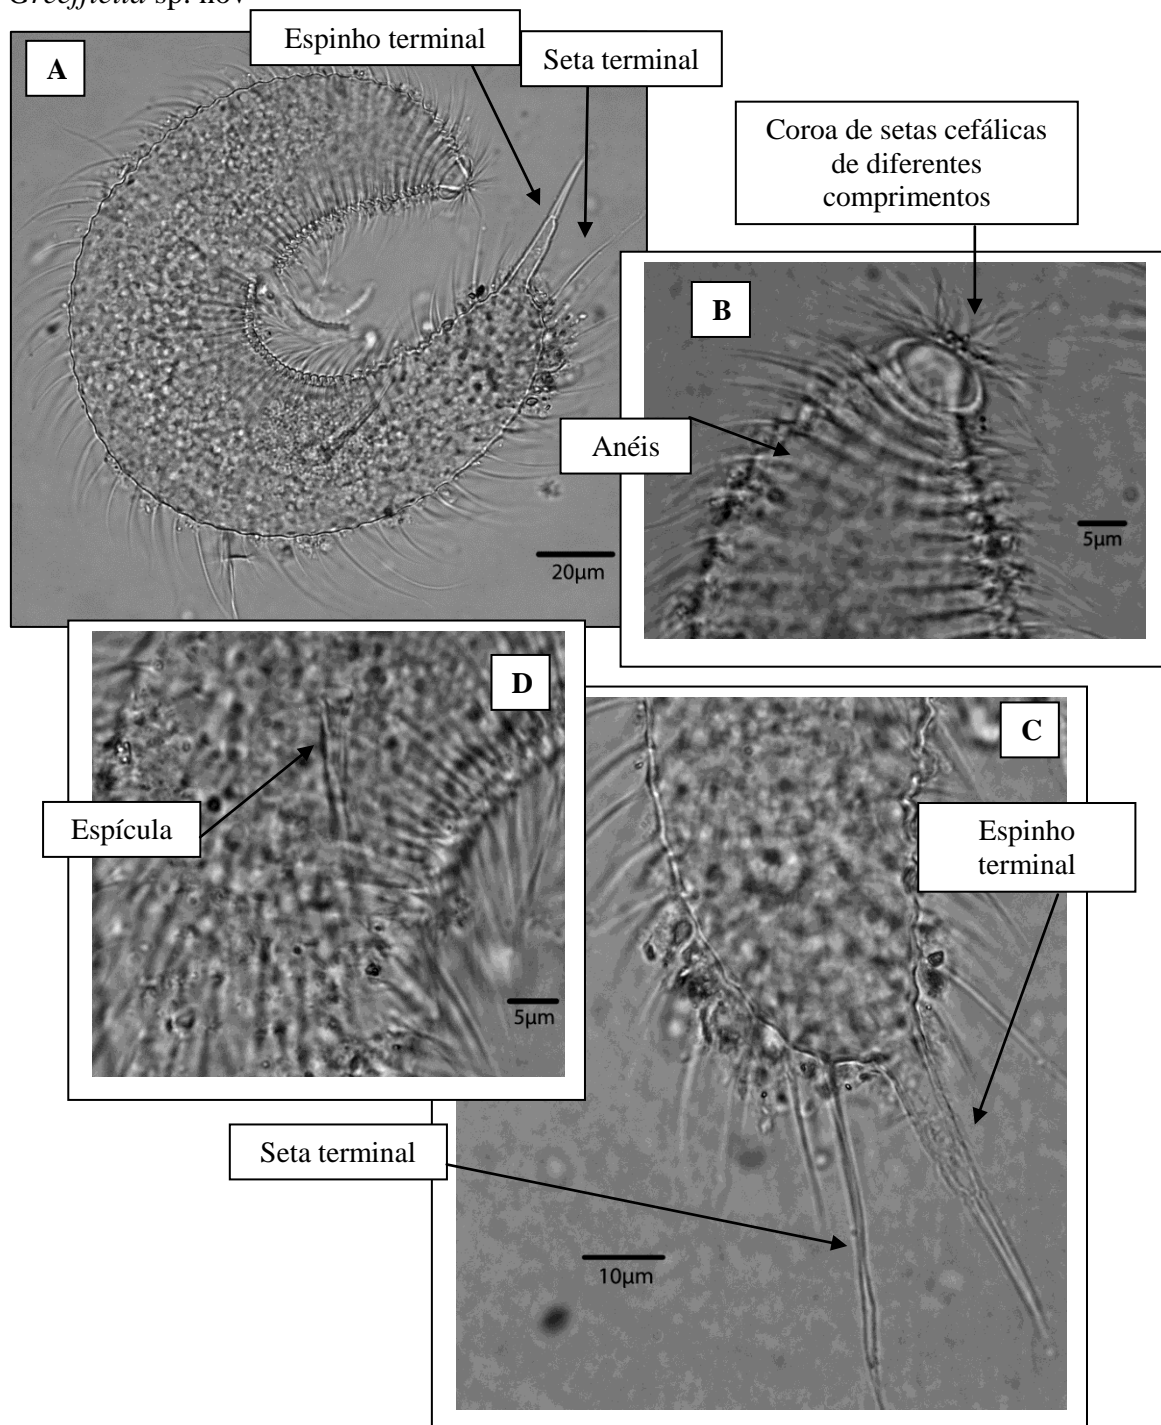 Greeffiella sp. nov
Espinho terminal
Seta terminal
A
Coroa de setas cefálicas
de diferentes
comprimentos
B
Anéis
5µm
20µm
D
C
Espícula
Espinho
terminal
5µm
Seta terminal
10µm